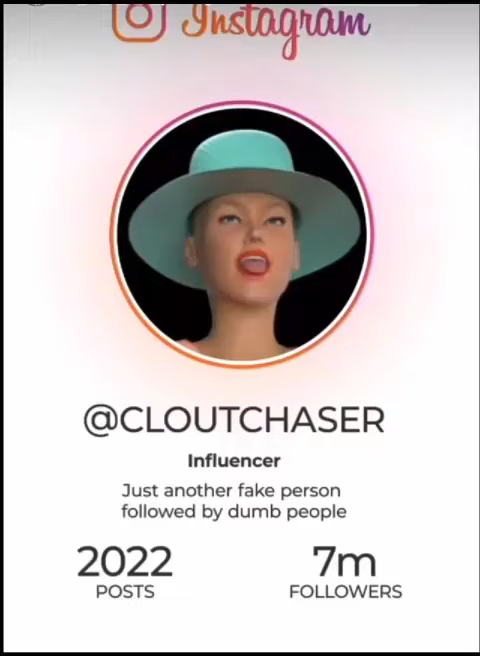 Instagram
@CLOUTCHASER
Influencer
Just another fake person
followed by dumb people
2022
POSTS
7m
FOLLOWERS